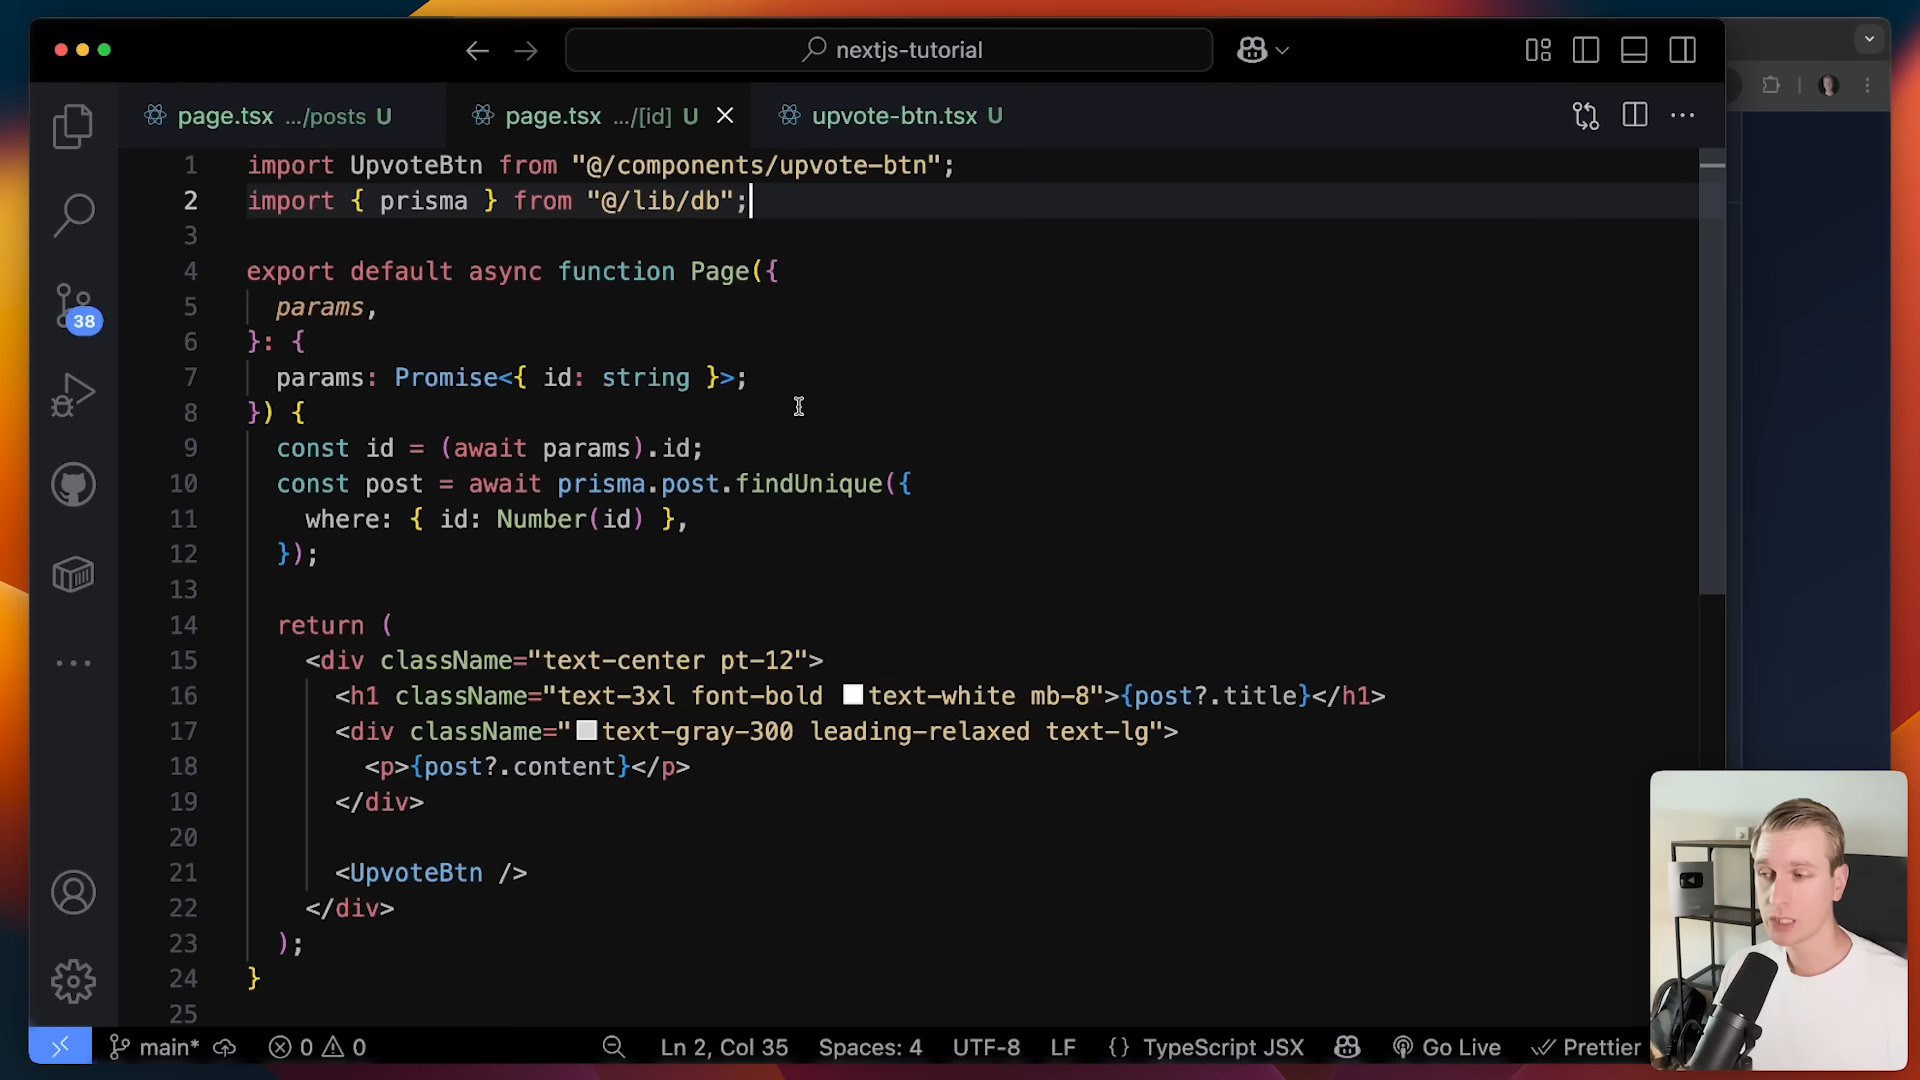 nextjs-tutorial
page.tsx .../posts U
page.tsx .../[id] U
upvote-btn.tsx U
1 import UpvoteBtn from "@/components/upvote-btn";
2 import { prisma } from "@/lib/db";
3
4 export default async function Page({
5 params,
6 }: {
7 params: Promise<{ id: string }>;
8 }) {
9 const id = (await params).id;
10 const post = await prisma.post.findUnique({
11 where: { id: Number(id) },
12 });
13
14 return (
15 <div className="text-center pt-12">
16 <h1 className="text-3xl font-bold text-white mb-8">{post?.title}</h1>
17 <div className="text-gray-300 leading-relaxed text-lg">
18 <p>{post?.content}</p>
19 </div>
20
21 <UpvoteBtn />
22 </div>
23 );
24 }
25
38
main* 0 0 Ln 2, Col 35 Spaces: 4 UTF-8 LF {} TypeScript JSX Go Live Prettier